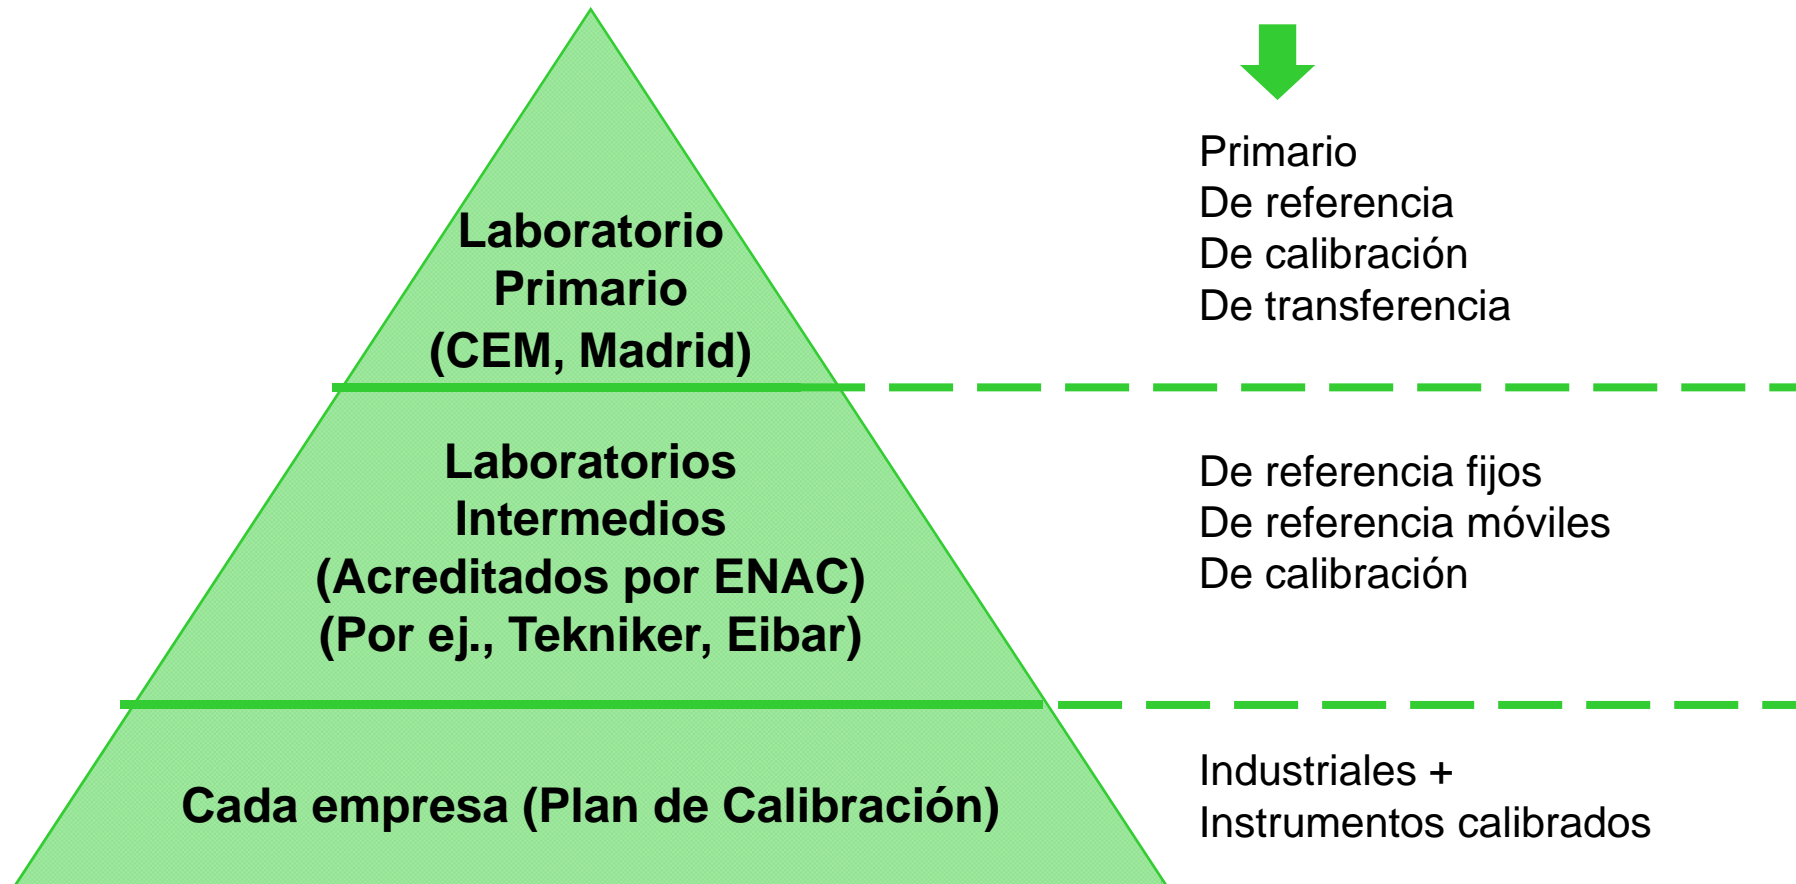 Laboratorio
Primario
(CEM, Madrid)
Primario
De referencia
De calibración
De transferencia
Laboratorios
Intermedios
(Acreditados por ENAC)
(Por ej., Tekniker, Eibar)
De referencia fijos
De referencia móviles
De calibración
Cada empresa (Plan de Calibración)
Industriales +
Instrumentos calibrados